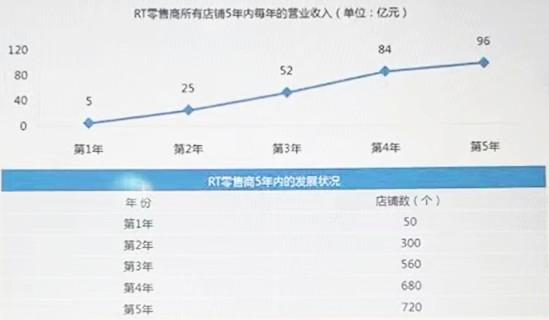 RT零售商所有店铺5年内每年的营业收入（单位：亿元）
120
80
40
0
5
25
52
84
96
第1年 第2年 第3年 第4年 第5年
RT零售商5年内的发展状况
年 份 店铺数（个）
第1年 50
第2年 300
第3年 560
第4年 680
第5年 720